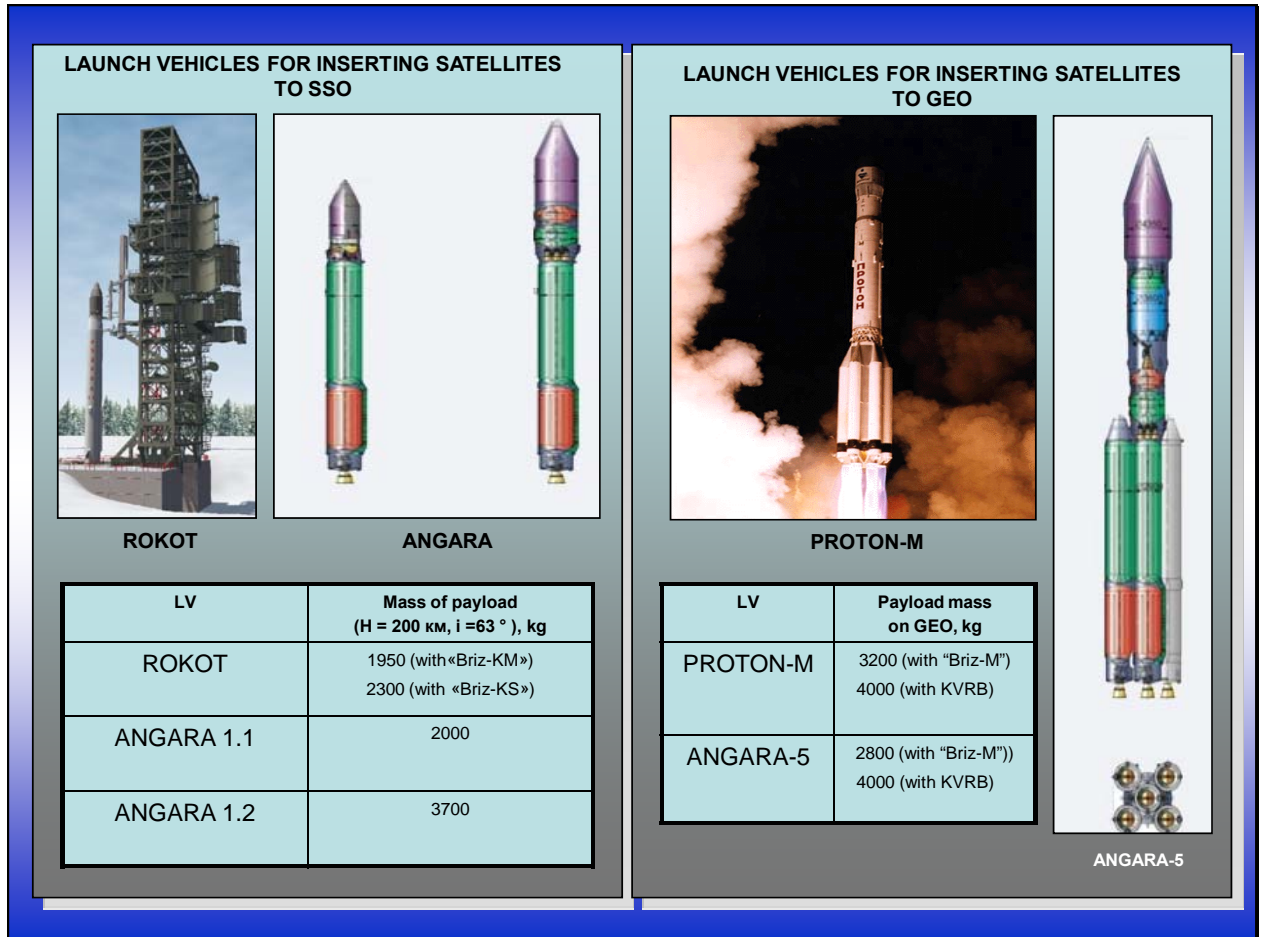 LAUNCH VEHICLES FOR INSERTING SATELLITES
TO SSO
ROKOT
ANGARA
LV
Mass of payload
(H = 200 км, i =63 ° ), kg
ROKOT
1950 (with«Briz-KM»)
2300 (with «Briz-KS»)
ANGARA 1.1
2000
ANGARA 1.2
3700
LAUNCH VEHICLES FOR INSERTING SATELLITES
TO GEO
ПРОТОН
PROTON-M
LV
Payload mass
on GEO, kg
PROTON-M
3200 (with “Briz-M”)
4000 (with KVRB)
ANGARA-5
2800 (with “Briz-M”))
4000 (with KVRB)
ANGARA-5